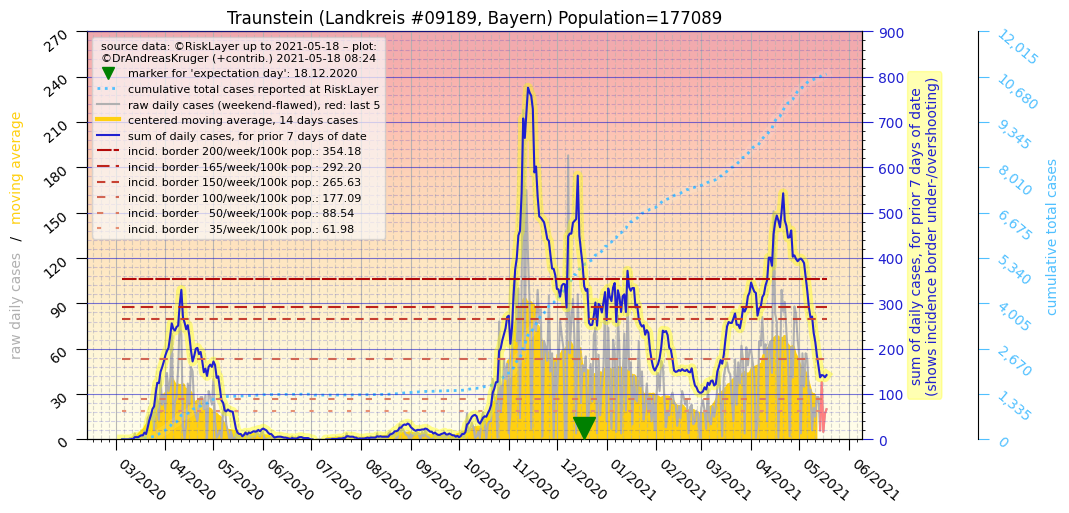 Traunstein (Landkreis #09189, Bayern) Population=177089
source data: ©RiskLayer up to 2021-05-18 – plot:
©DrAndreasKruger (+contrib.) 2021-05-18 08:24
marker for 'expectation day': 18.12.2020
cumulative total cases reported at RiskLayer
raw daily cases (weekend-flawed), red: last 5
centered moving average, 14 days cases
sum of daily cases, for prior 7 days of date
incid. border 200/week/100k pop.: 354.18
incid. border 165/week/100k pop.: 292.20
incid. border 150/week/100k pop.: 265.63
incid. border 100/week/100k pop.: 177.09
incid. border 50/week/100k pop.: 88.54
incid. border 35/week/100k pop.: 61.98
raw daily cases / moving average
270
240
210
180
150
120
90
60
30
0
03/2020
04/2020
05/2020
06/2020
07/2020
08/2020
09/2020
10/2020
11/2020
12/2020
01/2021
02/2021
03/2021
04/2021
05/2021
06/2021
900
800
700
600
500
400
300
200
100
0
sum of daily cases, for prior 7 days of date
(shows incidence border under-/overshooting)
12,015
10,680
9,345
8,010
6,675
5,340
4,005
2,670
1,335
0
cumulative total cases